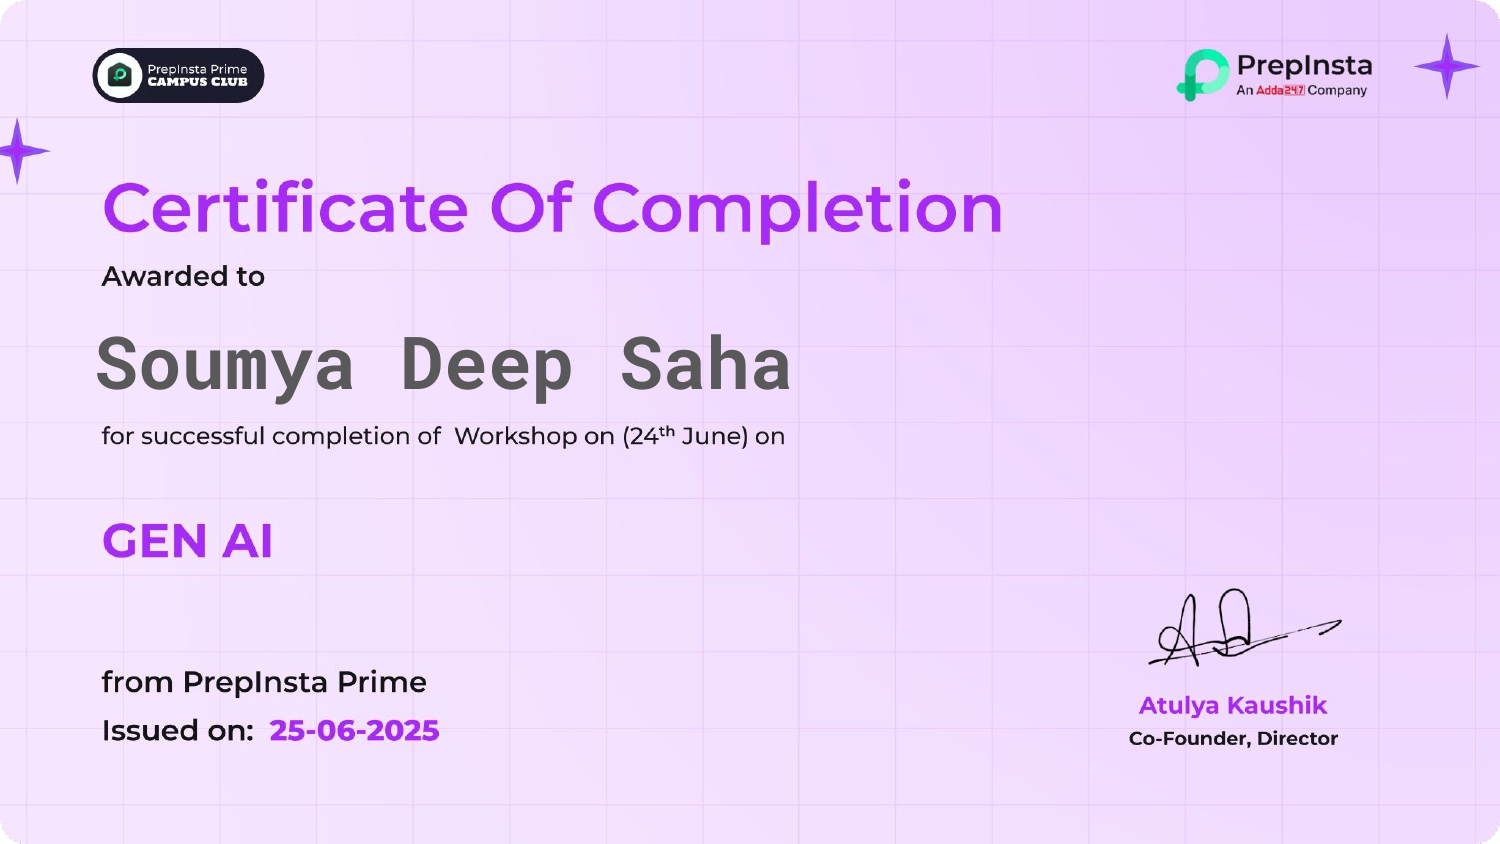 PrepInsta Prime
CAMPUS CLUB
PrepInsta
An Adda247 Company
Certificate Of Completion
Awarded to
Soumya Deep Saha
for successful completion of Workshop on (24th June) on
GEN AI
from PrepInsta Prime
Issued on: 25-06-2025
Atulya Kaushik
Co-Founder, Director